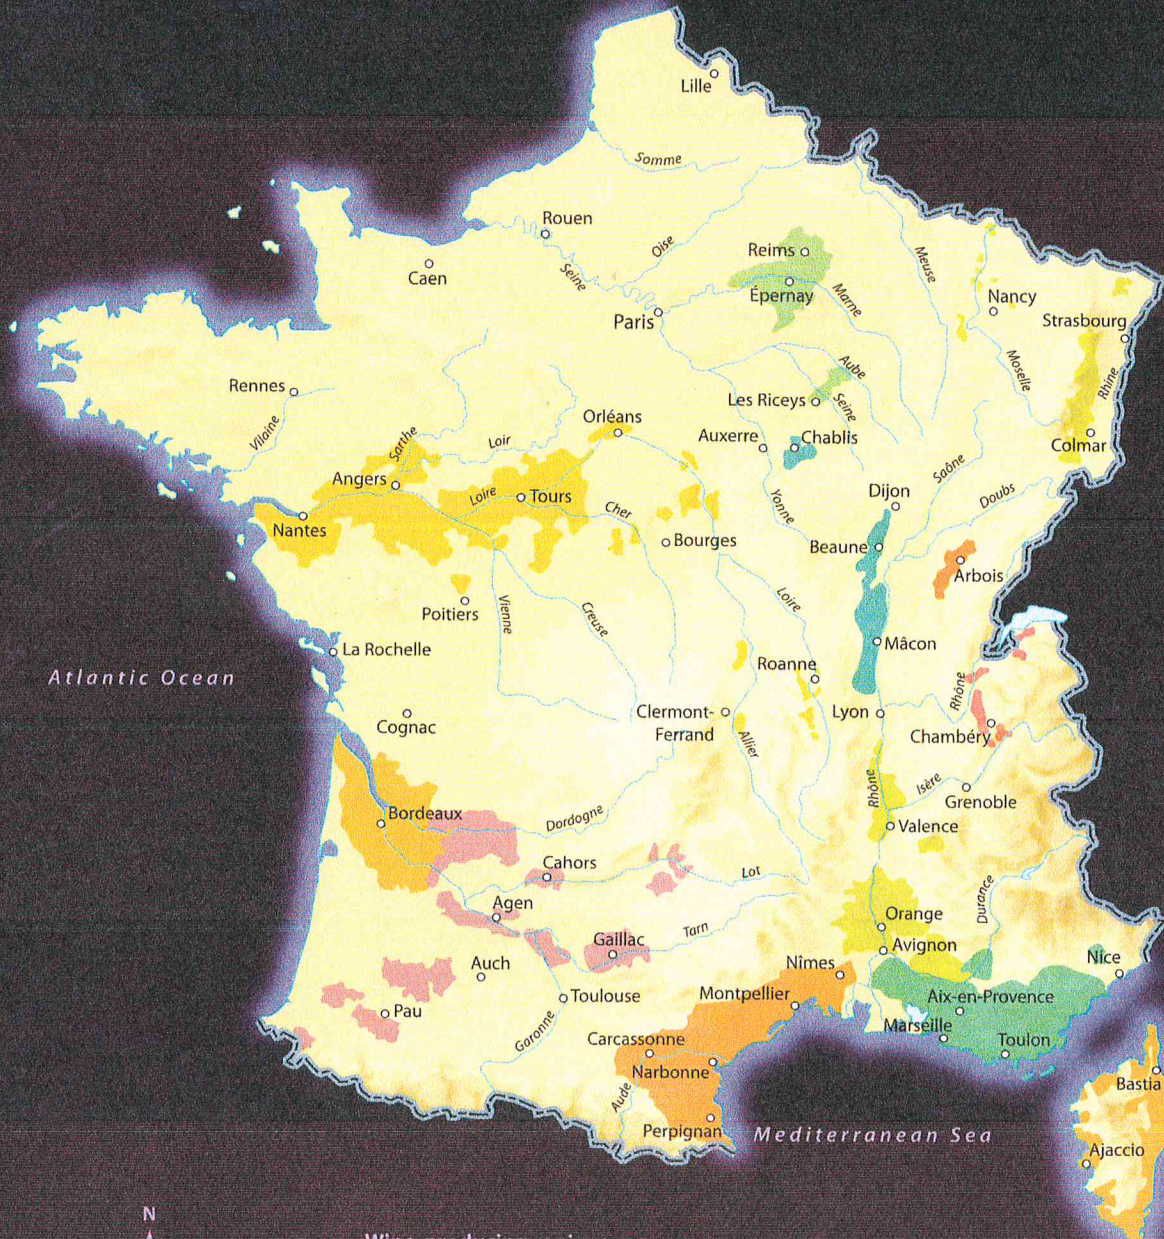 Lille
Somme
Rouen
Oise
Reims
Meuse
Caen
Seine
Épernay
Marne
Nancy
Paris
Strasbourg
Moselle
Rhine
Rennes
Aube
Les Riceys
Seine
Vilaine
Sarthe
Loir
Orléans
Auxerre
Chablis
Colmar
Angers
Loire
Tours
Cher
Yonne
Dijon
Saône
Doubs
Nantes
Bourges
Beaune
Arbois
Poitiers
Vienne
Creuse
Loire
La Rochelle
Mâcon
Atlantic Ocean
Roanne
Rhône
Cognac
Clermont-
Ferrand
Lyon
Chambéry
Allier
Rhône
Isère
Grenoble
Bordeaux
Dordogne
Valence
Cahors
Lot
Durance
Agen
Orange
Gaillac
Tarn
Avignon
Auch
Nîmes
Nice
Toulouse
Montpellier
Aix-en-Provence
Pau
Garonne
Carcassonne
Marseille
Toulon
Narbonne
Aude
Bastia
Perpignan
Mediterranean Sea
Ajaccio
N